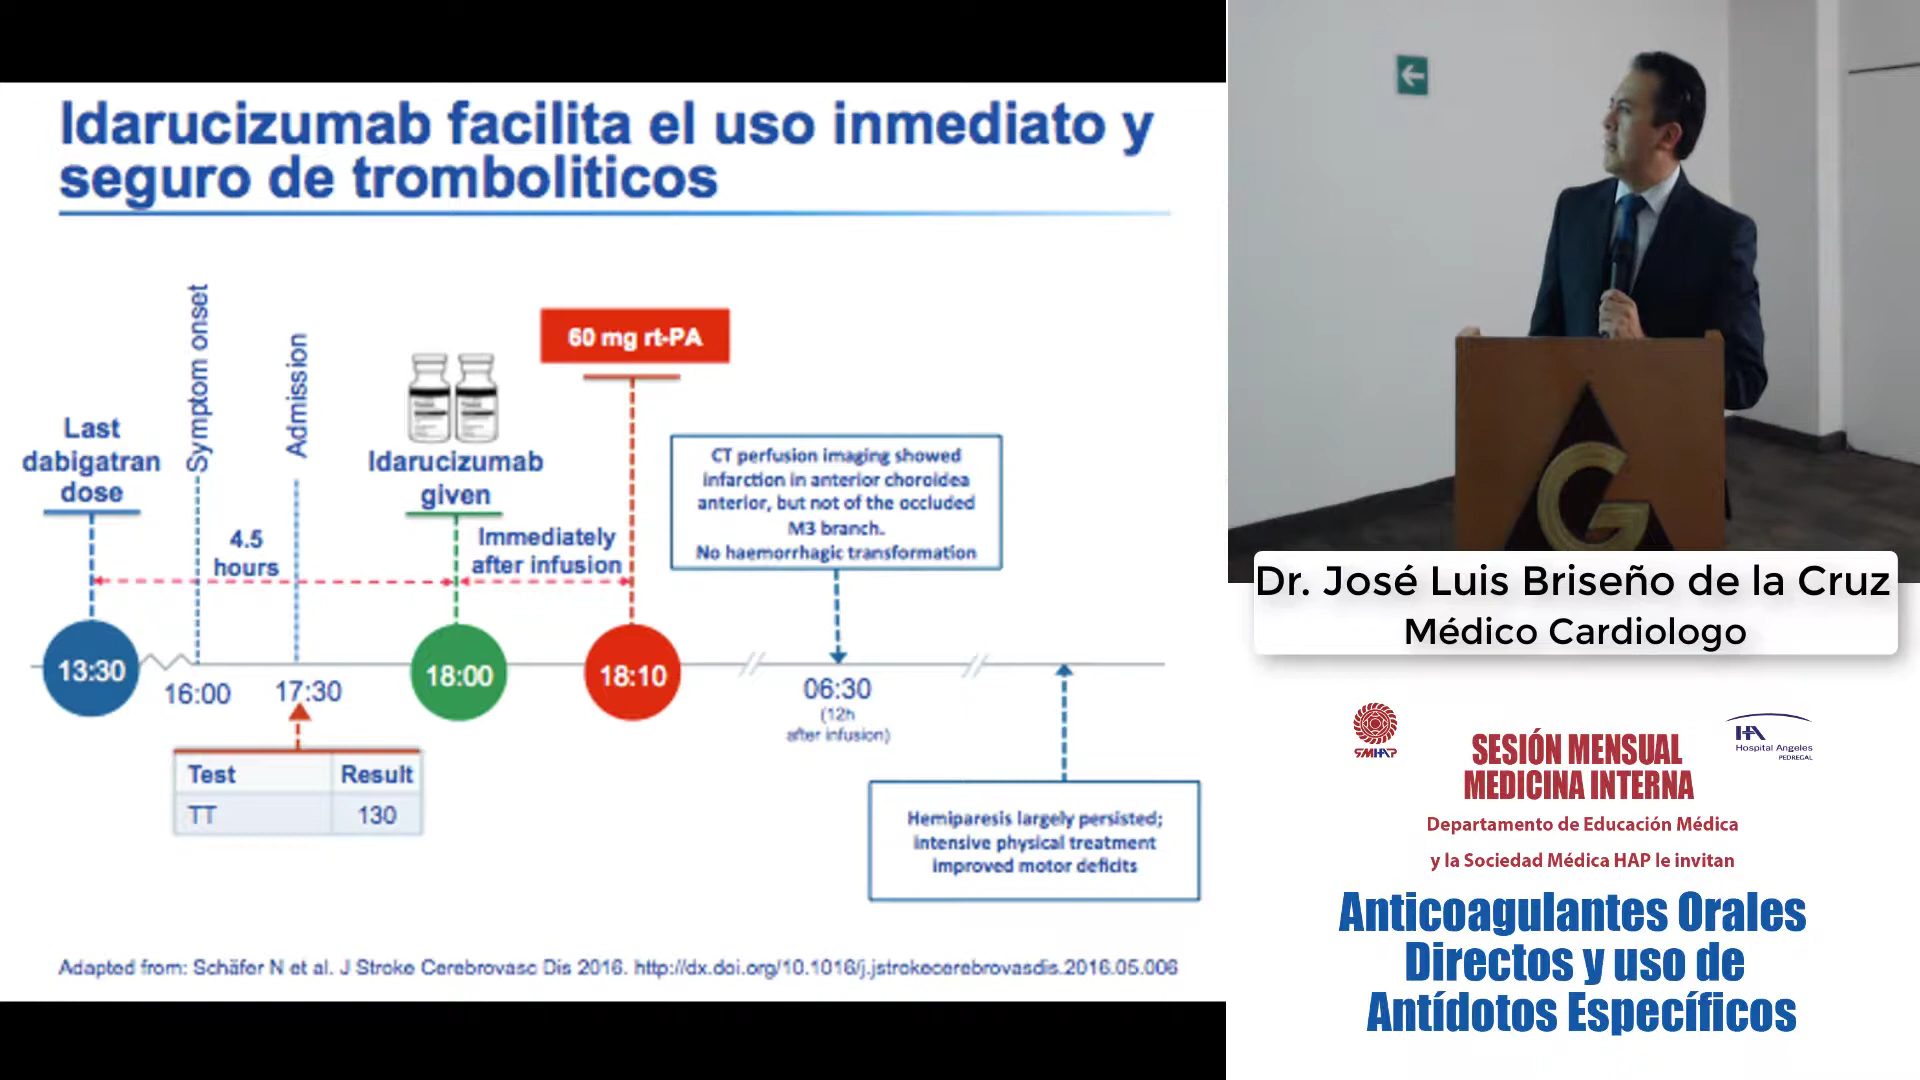 Idarucizumab facilita el uso inmediato y
seguro de tromboliticos
Symptom onset
Admission
60 mg rt-PA
Last
dabigatran
dose
Idarucizumab
given
4.5
hours
Immediately
after infusion
CT perfusion imaging showed
infarction in anterior choroidea
anterior, but not of the occluded
M3 branch.
No haemorrhagic transformation
13:30
16:00
17:30
18:00
18:10
06:30
(12h
after infusion)
Test Result
TT 130
Hemiparesis largely persisted;
intensive physical treatment
improved motor deficits
Adapted from: Schäfer N et al. J Stroke Cerebrovasc Dis 2016. http://dx.doi.org/10.1016/j.jstrokecerebrovasdis.2016.05.006
G
Dr. José Luis Briseño de la Cruz
Médico Cardiologo
SMHAP
HA
Hospital Angeles
PEDREGAL
SESIÓN MENSUAL
MEDICINA INTERNA
Departamento de Educación Médica
y la Sociedad Médica HAP le invitan
Anticoagulantes Orales
Directos y uso de
Antídotos Específicos